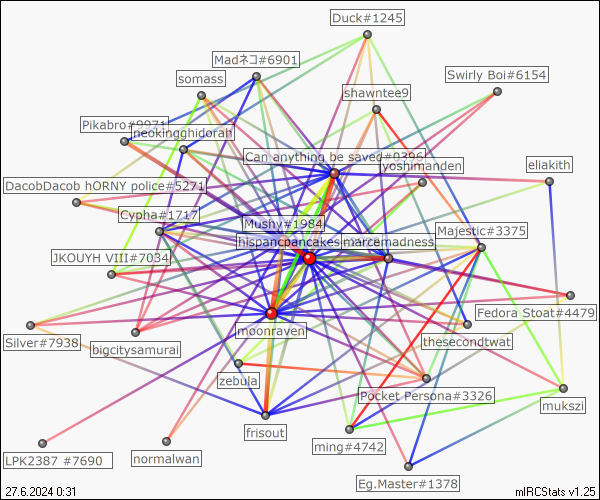 Duck#1245
Madネコ#6901
Swirly Boi#6154
somass
shawntee9
Pikabro#9971
neokingghidorah
Can anything be saved#0396
yoshimanden
eliakith
DacobDacob hORNY police#5271
Cypha#1717
Mushy#1984
Majestic#3375
hispancpancakes
marcemadness
JKOUYH VIII#7034
Fedora Stoat#4479
moonraven
Silver#7938
bigcitysamurai
thesecondtwat
zebula
Pocket Persona#3326
mukszi
frisout
ming#4742
LPK2387 #7690
normalwan
Eg.Master#1378
27.6.2024 0:31
mIRCStats v1.25